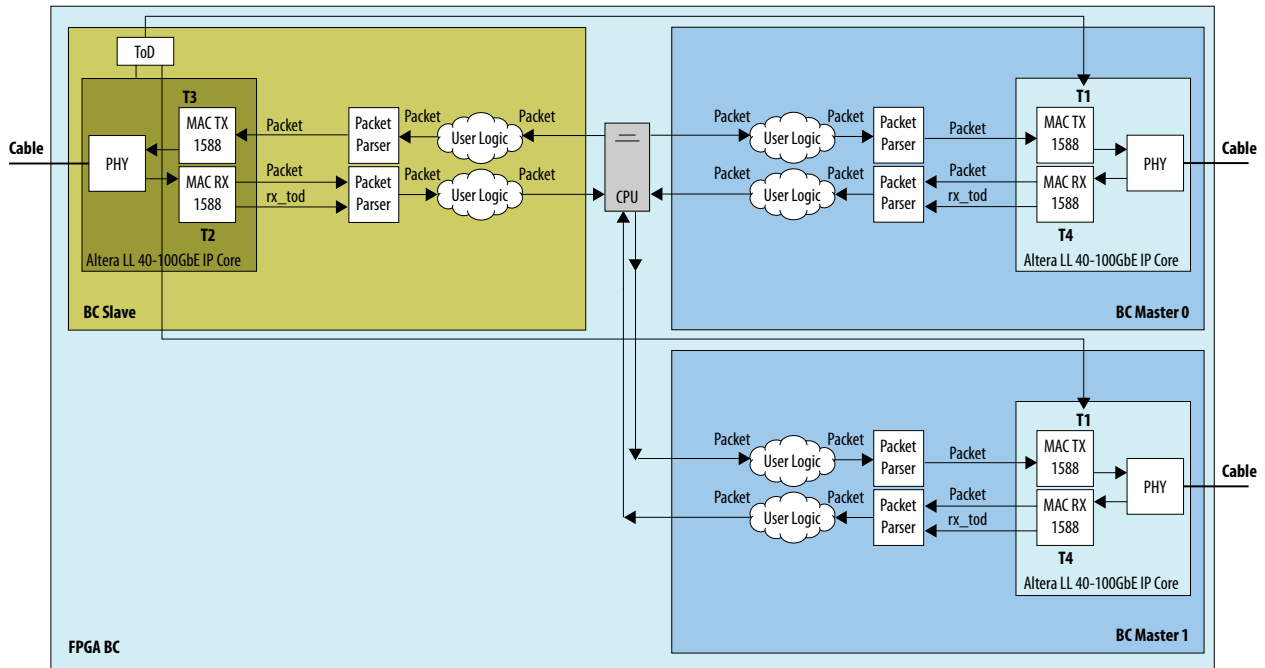 ToD
T3
MAC TX
1588
Packet
Packet
Parser
Packet
User Logic
Packet
Cable
PHY
MAC RX
1588
Packet
rx_tod
Packet
Parser
Packet
User Logic
Packet
T2
Altera LL 40-100GbE IP Core
BC Slave
CPU
Packet
User Logic
Packet
Packet
Parser
Packet
T1
MAC TX
1588
PHY
Cable
Packet
User Logic
Packet
Packet
Parser
Packet
rx_tod
MAC RX
1588
T4
Altera LL 40-100GbE IP Core
BC Master 0
Packet
User Logic
Packet
Packet
Parser
Packet
T1
MAC TX
1588
PHY
Cable
Packet
User Logic
Packet
Packet
Parser
Packet
rx_tod
MAC RX
1588
T4
Altera LL 40-100GbE IP Core
BC Master 1
FPGA BC